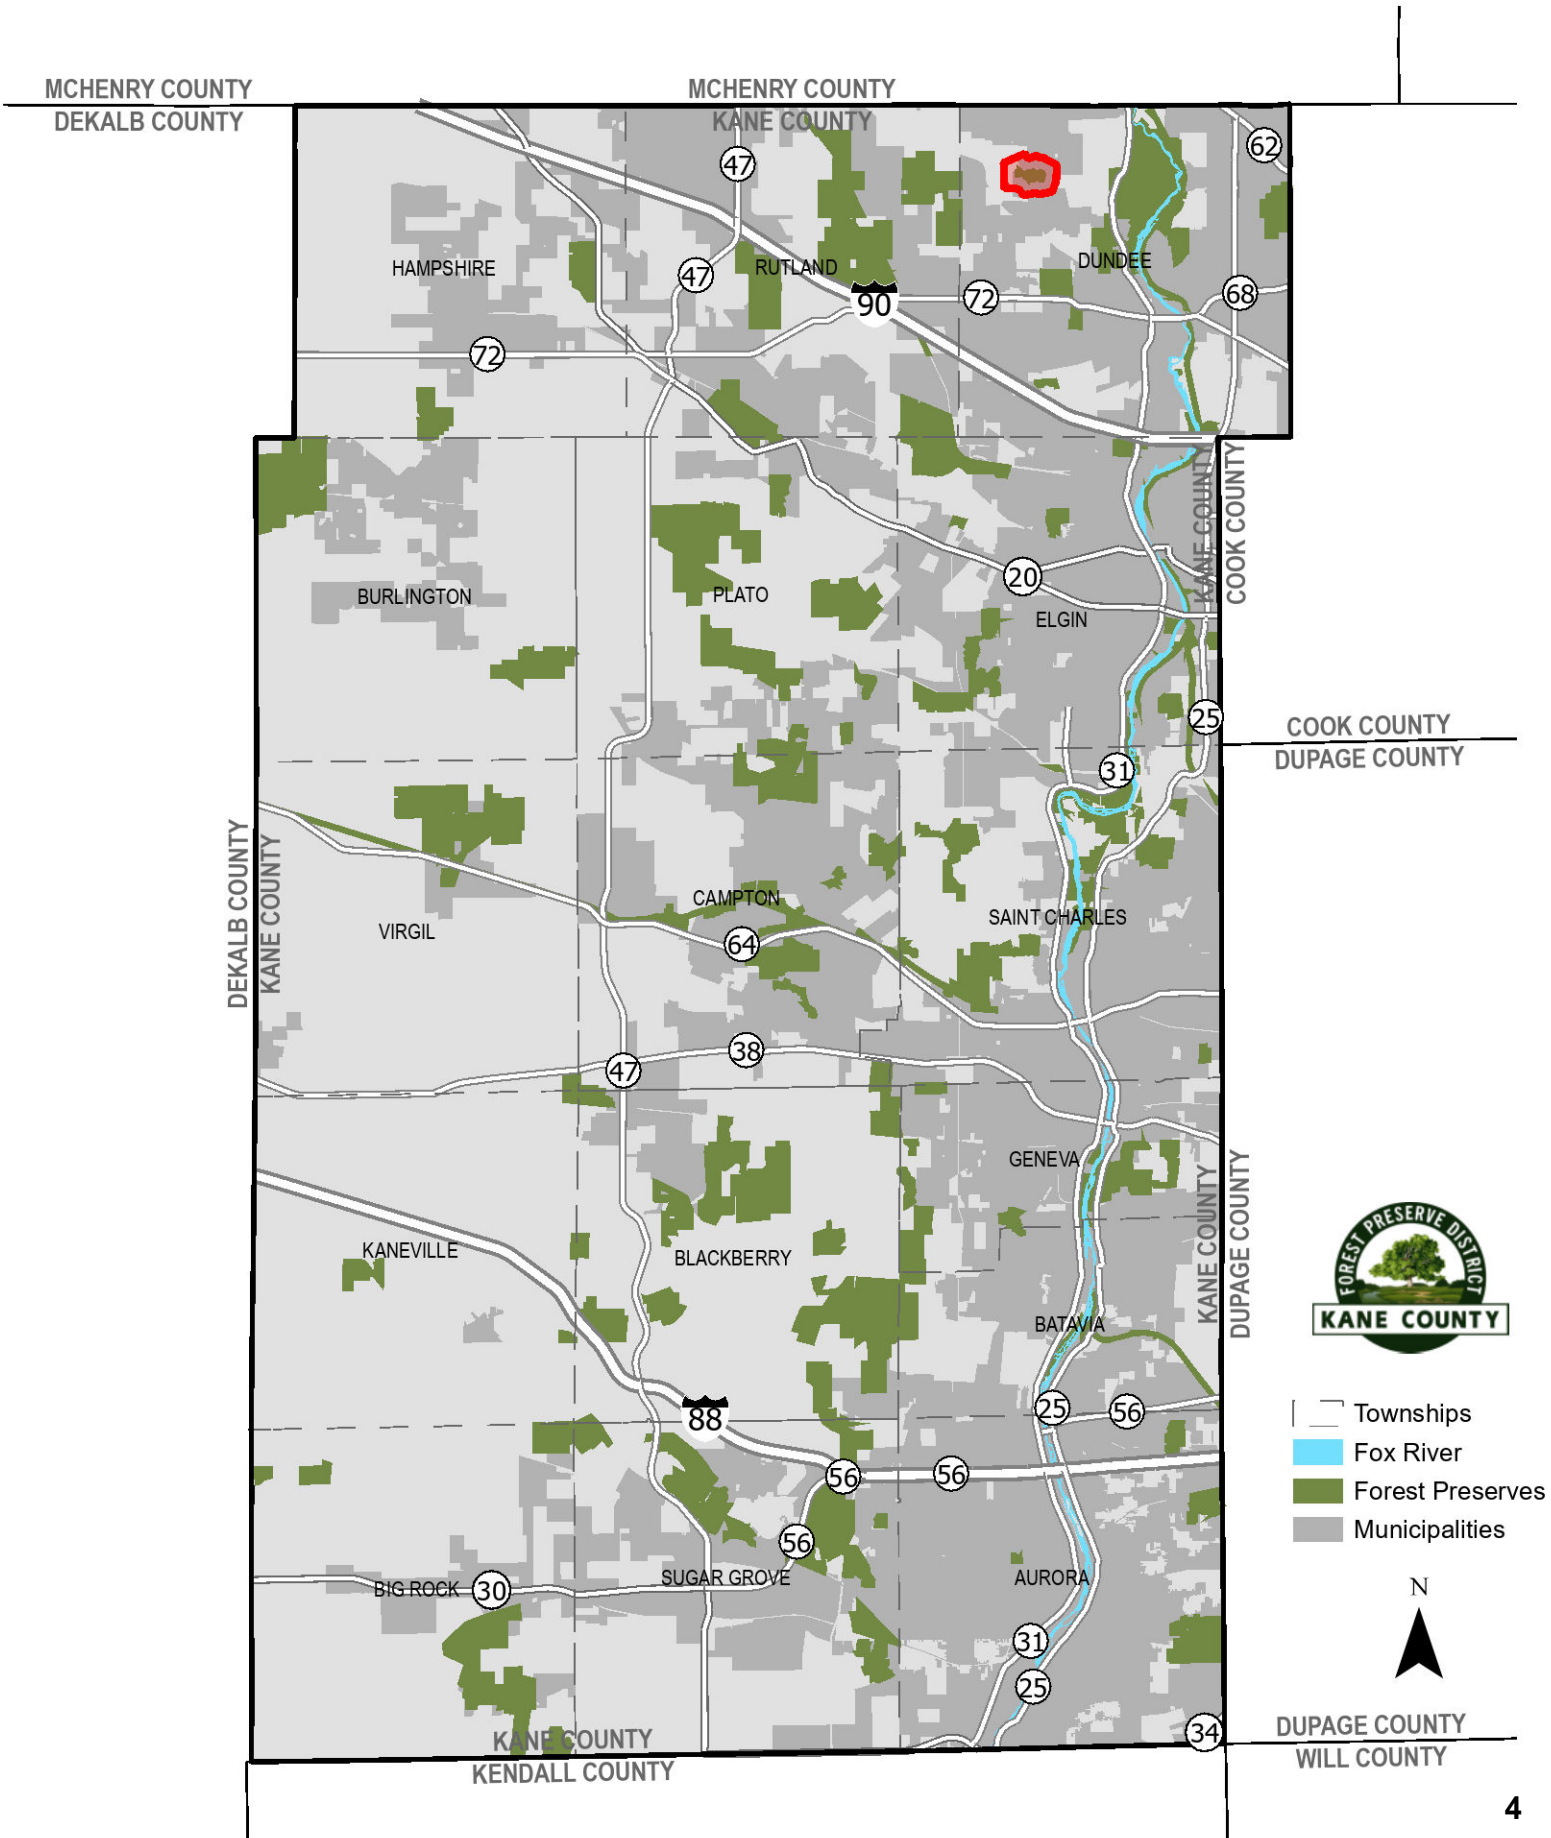 MCHENRY COUNTY
DEKALB COUNTY
MCHENRY COUNTY
KANE COUNTY
62
47
HAMPSHIRE
47
RUTLAND
DUNDEE
90
72
68
72
KANE COUNTY
COOK COUNTY
BURLINGTON
PLATO
20
ELGIN
25
COOK COUNTY
DUPAGE COUNTY
31
DEKALB COUNTY
KANE COUNTY
VIRGIL
CAMPTON
64
SAINT CHARLES
47
38
GENEVA
KANE COUNTY
DUPAGE COUNTY
KANEVILLE
BLACKBERRY
BATAVIA
FOREST PRESERVE DISTRICT
KANE COUNTY
88
25
56
56
56
56
Townships
Fox River
Forest Preserves
Municipalities
BIG ROCK
30
SUGAR GROVE
AURORA
N
31
25
34
KANE COUNTY
KENDALL COUNTY
DUPAGE COUNTY
WILL COUNTY
4